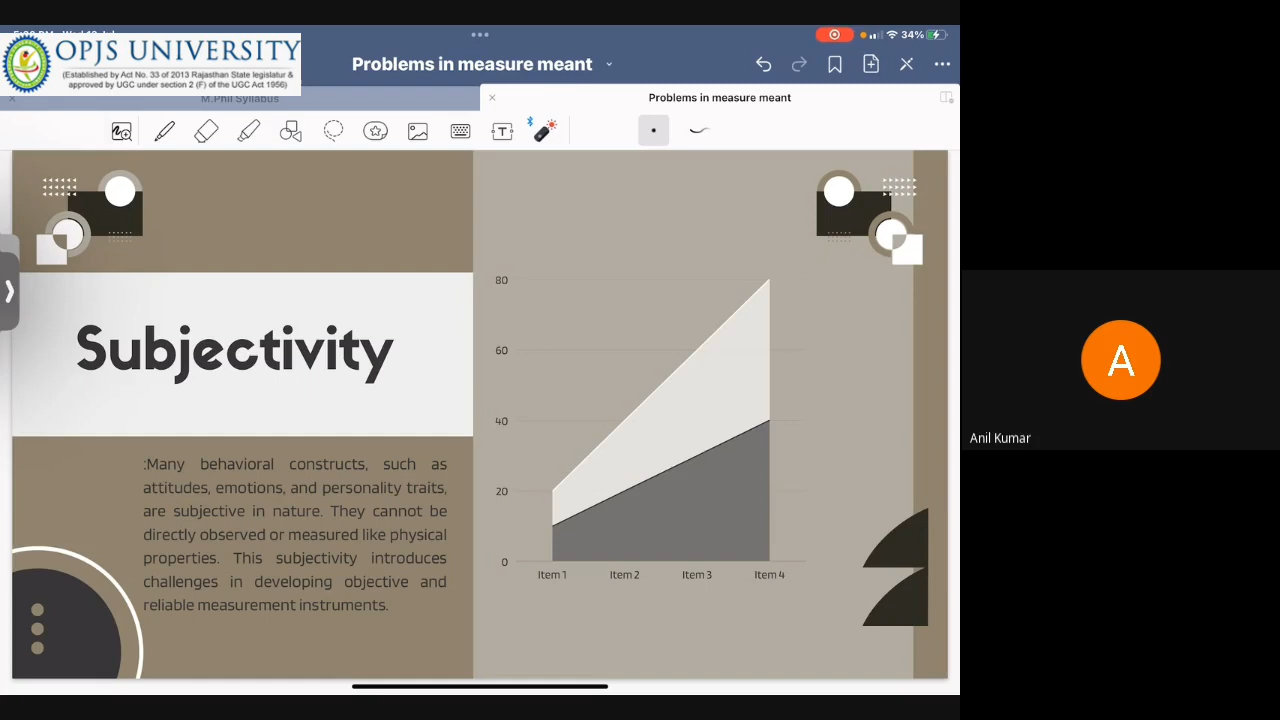 OPJS UNIVERSITY
(Established by Act No. 33 of 2013 Rajasthan State legislatur &
approved by UGC under section 2 (F) of the UGC Act 1956)
34%
Problems in measure meant
M.Phil Syllabus
Problems in measure meant
T
Subjectivity
:Many behavioral constructs, such as
attitudes, emotions, and personality traits,
are subjective in nature. They cannot be
directly observed or measured like physical
properties. This subjectivity introduces
challenges in developing objective and
reliable measurement instruments.
80
60
40
20
0
Item 1 Item 2 Item 3 Item 4
A
Anil Kumar